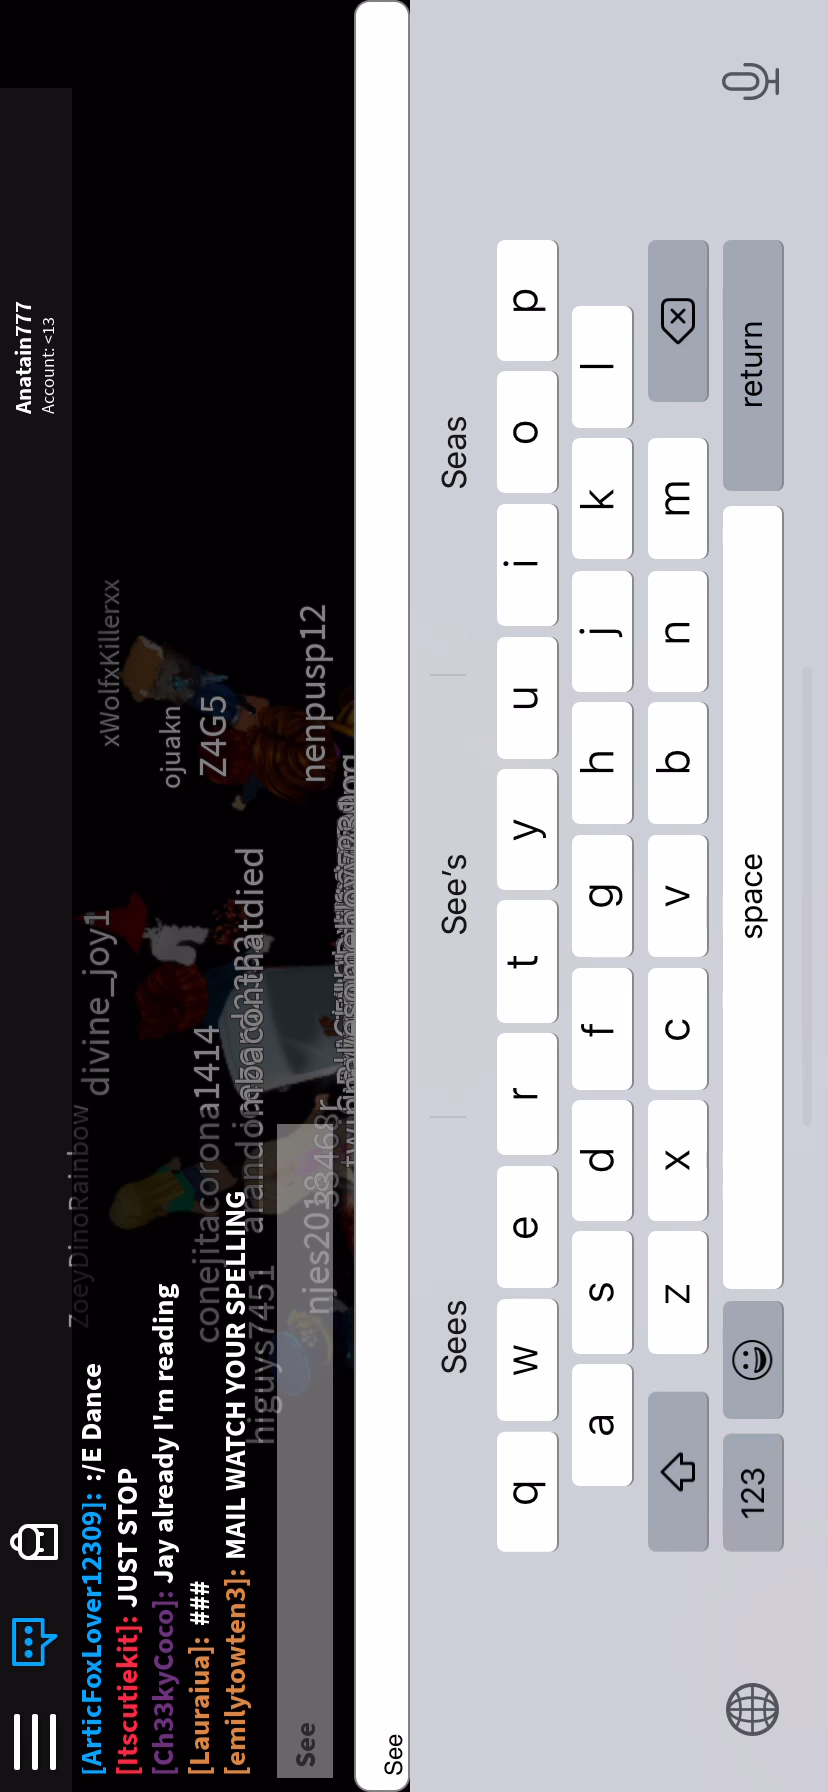 Anatain777
Account: <13
[ArticFoxLover12309]: :/E Dance
[Itscutiekit]: JUST STOP
[Ch33kyCoco]: Jay already I'm reading
[Lauraiua]: ###
[emilytowten3]: MAIL WATCH YOUR SPELLING
ZoeyDinoRainbow
divine_joy1
xWolfxKillerxx
ojuakn
Z4G5
conejitacorona1414
higuys7451
nenpusp12
See
See
Sees See's Seas
q w e r t y u i o p
a s d f g h j k l
z x c v b n m
123 space return